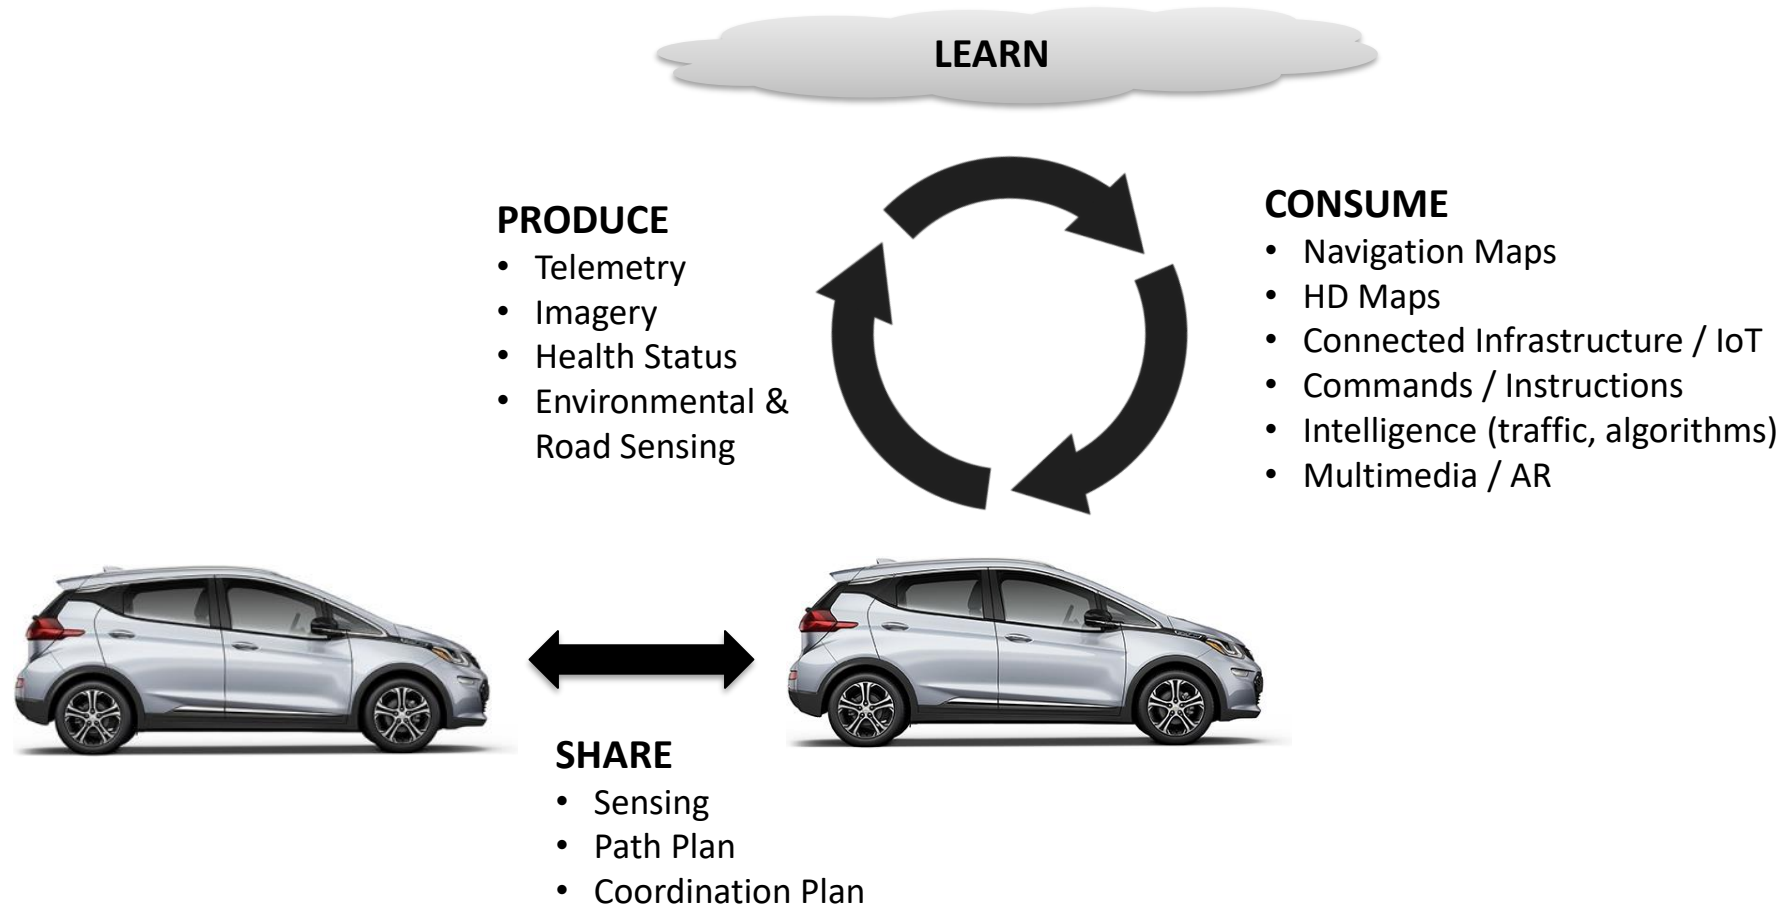 LEARN
PRODUCE
• Telemetry
• Imagery
• Health Status
• Environmental &
Road Sensing
CONSUME
• Navigation Maps
• HD Maps
• Connected Infrastructure / IoT
• Commands / Instructions
• Intelligence (traffic, algorithms)
• Multimedia / AR
SHARE
• Sensing
• Path Plan
• Coordination Plan